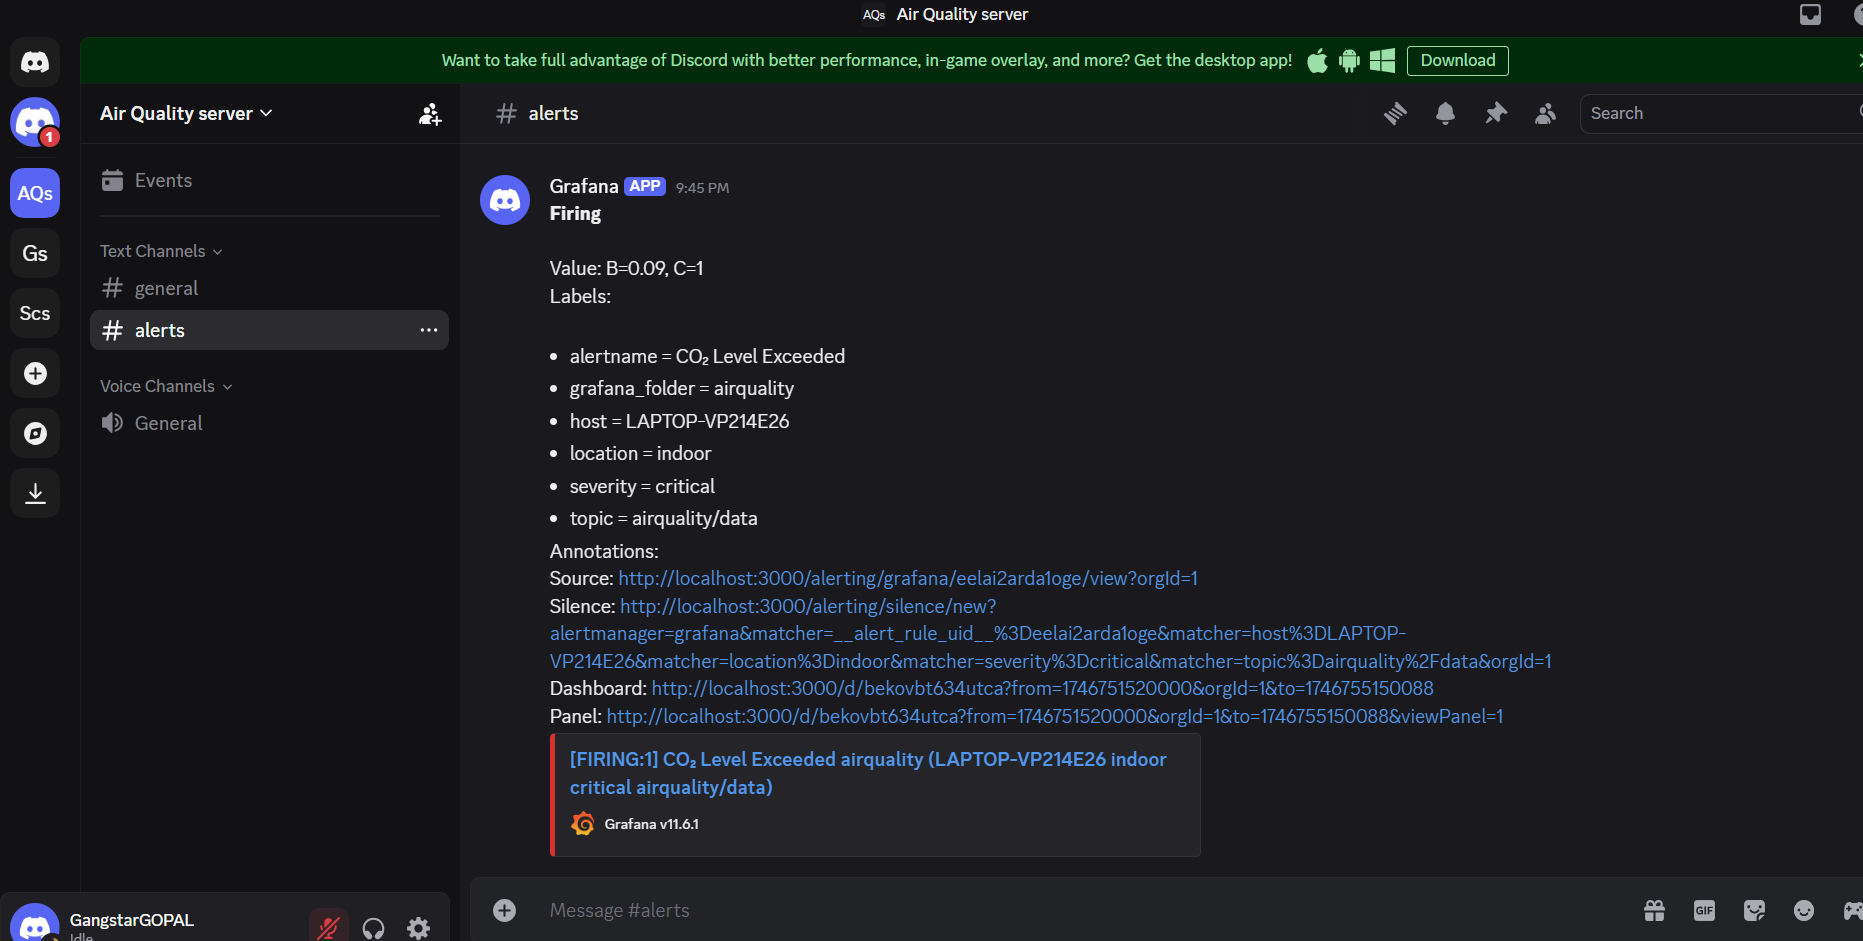 AQs Air Quality server
Want to take full advantage of Discord with better performance, in-game overlay, and more? Get the desktop app!
Download
Air Quality server
alerts
Search
1
AQs
Gs
Scs
Events
Text Channels
general
alerts
Voice Channels
General
Grafana APP 9:45 PM
Firing
Value: B=0.09, C=1
Labels:
• alertname = CO₂ Level Exceeded
• grafana_folder = airquality
• host = LAPTOP-VP214E26
• location = indoor
• severity = critical
• topic = airquality/data
Annotations:
Source: http://localhost:3000/alerting/grafana/eelai2arda1oge/view?orgId=1
Silence: http://localhost:3000/alerting/silence/new?
alertmanager=grafana&matcher=__alert_rule_uid__%3Deelai2arda1oge&matcher=host%3DLAPTOP-
VP214E26&matcher=location%3Dindoor&matcher=severity%3Dcritical&matcher=topic%3Dairquality%2Fdata&orgId=1
Dashboard: http://localhost:3000/d/bekovbt634utca?from=1746751520000&orgId=1&to=1746755150088
Panel: http://localhost:3000/d/bekovbt634utca?from=1746751520000&orgId=1&to=1746755150088&viewPanel=1
[FIRING:1] CO₂ Level Exceeded airquality (LAPTOP-VP214E26 indoor
critical airquality/data)
Grafana v11.6.1
Message #alerts
GIF
GangstarGOPAL
Idle